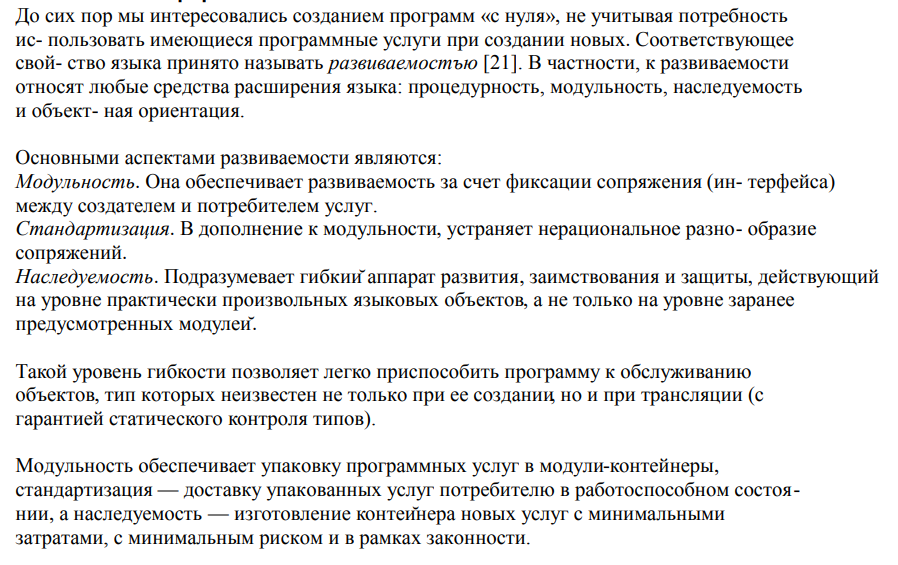 До сих пор мы интересовались созданием программ «с нуля», не учитывая потребность
ис- пользовать имеющиеся программные услуги при создании новых. Соответствующее
свой- ство языка принято называть развиваемостью [21]. В частности, к развиваемости
относят любые средства расширения языка: процедурность, модульность, наследуемость
и объект- ная ориентация.
Основными аспектами развиваемости являются:
Модульность. Она обеспечивает развиваемость за счет фиксации сопряжения (ин- терфейса)
между создателем и потребителем услуг.
Стандартизация. В дополнение к модульности, устраняет нерациональное разно- образие
сопряжений.
Наследуемость. Подразумевает гибкий аппарат развития, заимствования и защиты, действующий
на уровне практически произвольных языковых объектов, а не только на уровне заранее
предусмотренных модулей.
Такой уровень гибкости позволяет легко приспособить программу к обслуживанию
объектов, тип которых неизвестен не только при ее создании, но и при трансляции (с
гарантией статического контроля типов).
Модульность обеспечивает упаковку программных услуг в модули-контейнеры,
стандартизация — доставку упакованных услуг потребителю в работоспособном состоя-
нии, а наследуемость — изготовление контейнера новых услуг с минимальными
затратами, с минимальным риском и в рамках законности.